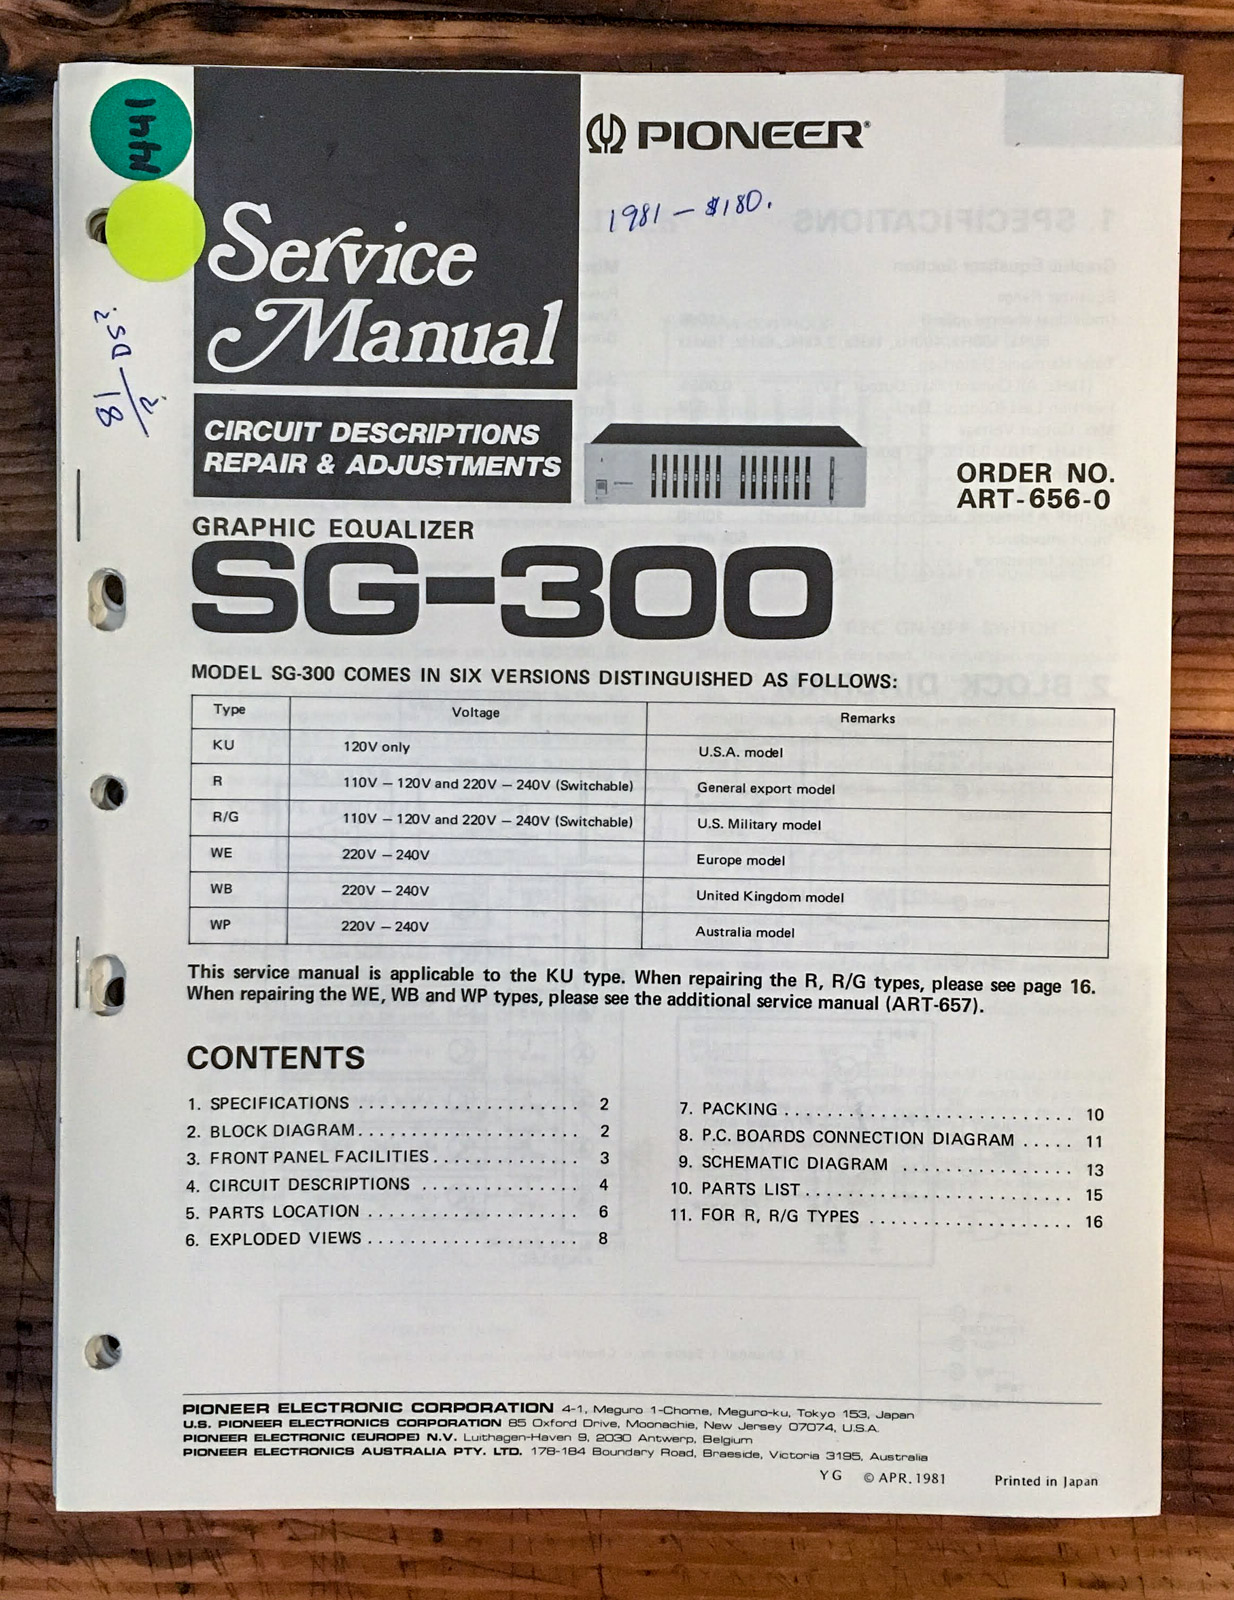 1441
PIONEER®
1981 - $180.
Service
Manual
81-DS?
CIRCUIT DESCRIPTIONS
REPAIR & ADJUSTMENTS
ORDER NO.
ART-656-0
GRAPHIC EQUALIZER
SG-300
MODEL SG-300 COMES IN SIX VERSIONS DISTINGUISHED AS FOLLOWS:
Type Voltage Remarks
KU 120V only U.S.A. model
R 110V – 120V and 220V – 240V (Switchable) General export model
R/G 110V – 120V and 220V – 240V (Switchable) U.S. Military model
WE 220V – 240V Europe model
WB 220V – 240V United Kingdom model
WP 220V – 240V Australia model
This service manual is applicable to the KU type. When repairing the R, R/G types, please see page 16.
When repairing the WE, WB and WP types, please see the additional service manual (ART-657).
CONTENTS
1. SPECIFICATIONS ...................... 2
2. BLOCK DIAGRAM...................... 2
3. FRONT PANEL FACILITIES.............. 3
4. CIRCUIT DESCRIPTIONS ............... 4
5. PARTS LOCATION .................... 6
6. EXPLODED VIEWS.................... 8
7. PACKING ........................... 10
8. P.C. BOARDS CONNECTION DIAGRAM ..... 11
9. SCHEMATIC DIAGRAM ................ 13
10. PARTS LIST......................... 15
11. FOR R, R/G TYPES ................... 16
PIONEER ELECTRONIC CORPORATION 4-1, Meguro 1-Chome, Meguro-ku, Tokyo 153, Japan
U.S. PIONEER ELECTRONICS CORPORATION 85 Oxford Drive, Moonachie, New Jersey 07074, U.S.A.
PIONEER ELECTRONIC (EUROPE) N.V. Luithagen-Haven 9, 2030 Antwerp, Belgium
PIONEER ELECTRONICS AUSTRALIA PTY. LTD. 178-184 Boundary Road, Braeside, Victoria 3195, Australia
YG © APR. 1981 Printed in Japan